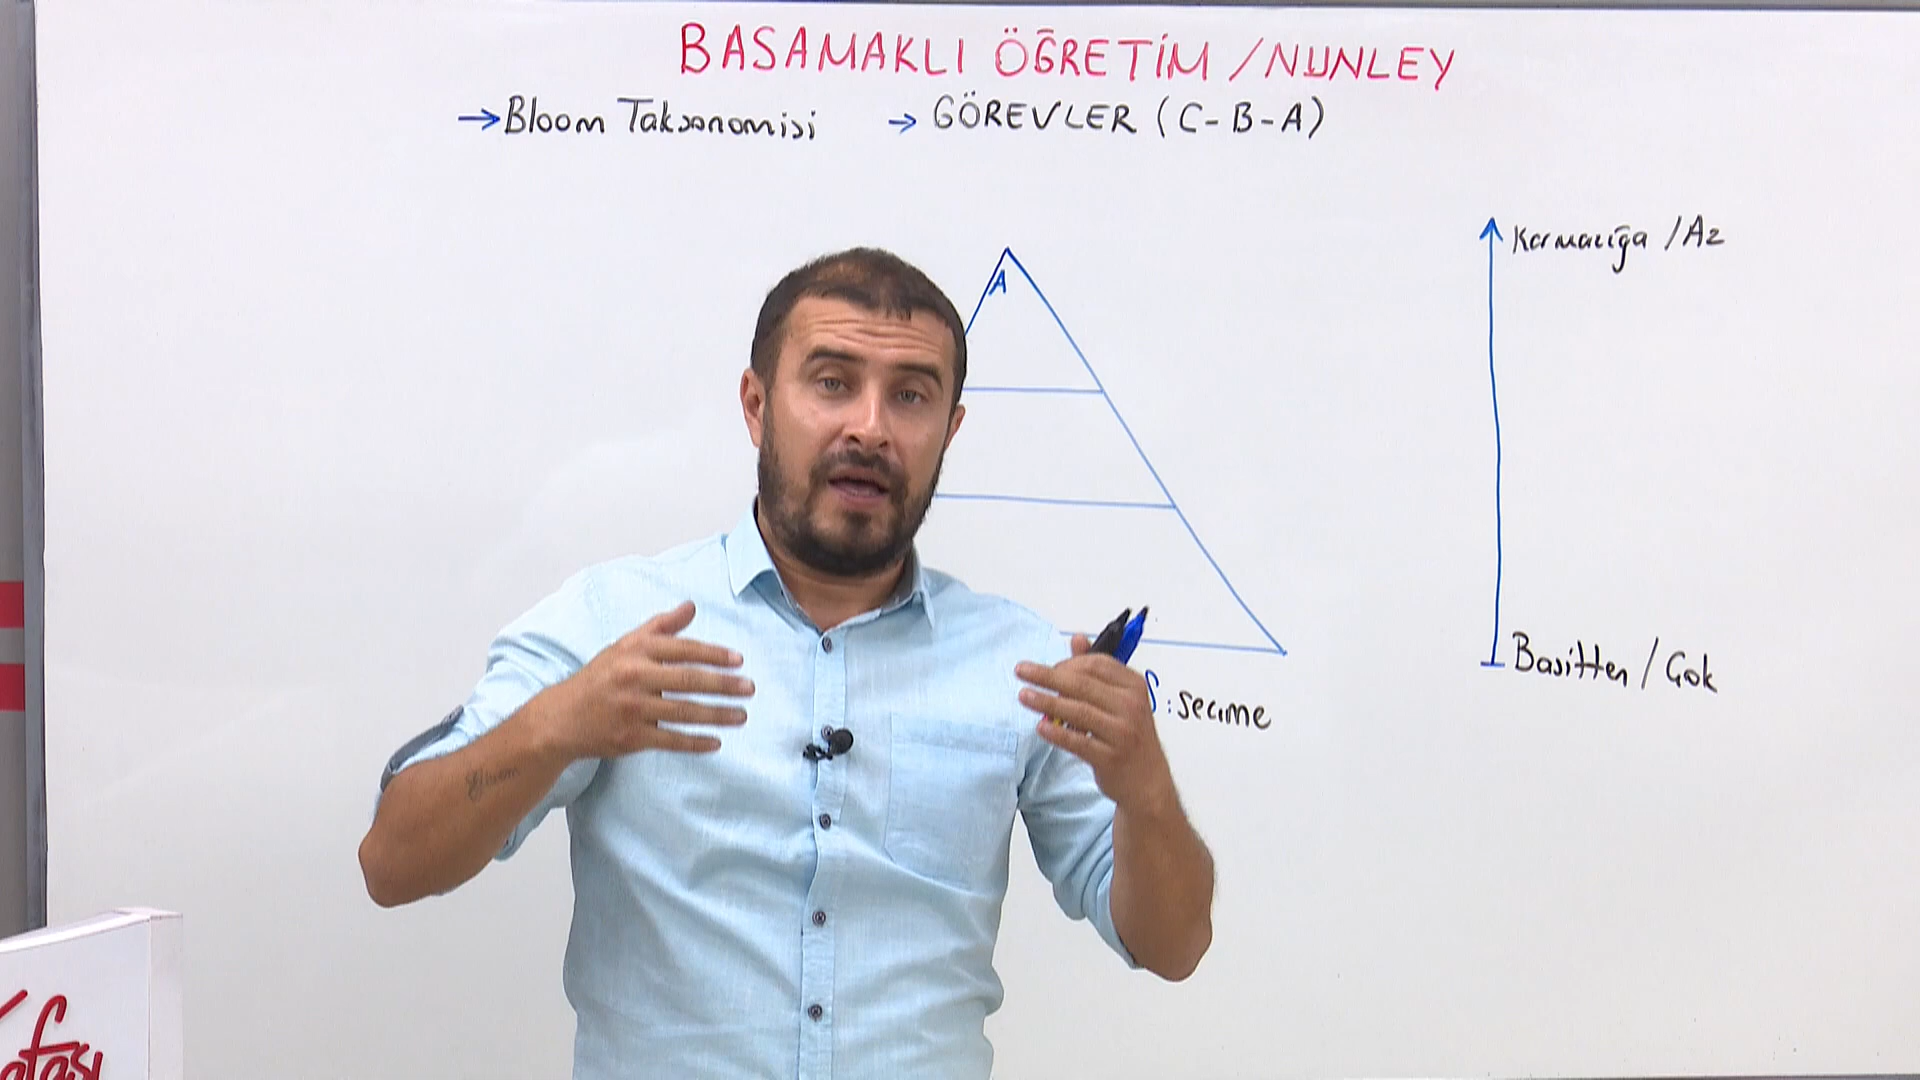 BASAMAKLI ÖĞRETİM / NUNLEY
→ Bloom Taksonomisi → GÖREVLER (C - B - A)
Karmaşığa / Az
A
Basitten / Çok
S : seçme